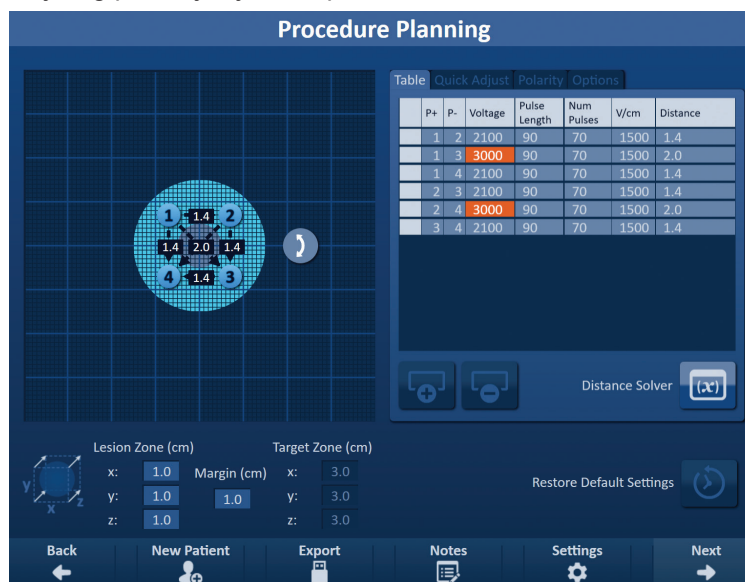 Procedure Planning
Table Quick Adjust Polarity Options
P+ P- Voltage Pulse Length Num Pulses V/cm Distance
1 2 2100 90 70 1500 1.4
1 3 3000 90 70 1500 2.0
1 4 2100 90 70 1500 1.4
2 3 2100 90 70 1500 1.4
2 4 3000 90 70 1500 2.0
3 4 2100 90 70 1500 1.4
1 1.4 2
1.4 2.0 1.4
4 1.4 3
Distance Solver (x)
Lesion Zone (cm) Target Zone (cm)
x: 1.0 Margin (cm) x: 3.0
y: 1.0 1.0 y: 3.0
z: 1.0 z: 3.0
y x z
Restore Default Settings
Back New Patient Export Notes Settings Next